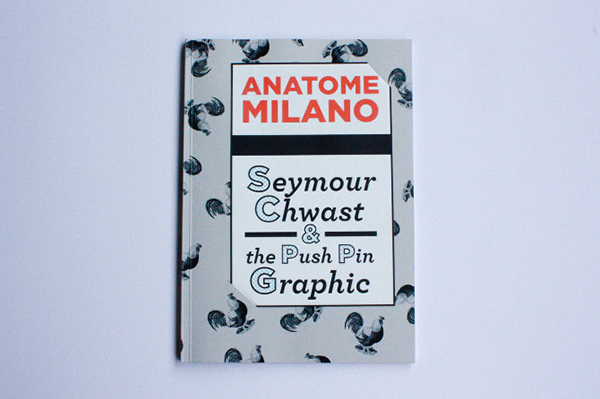 ANATOME
MILANO
Seymour
Chwast
&
the Push Pin
Graphic